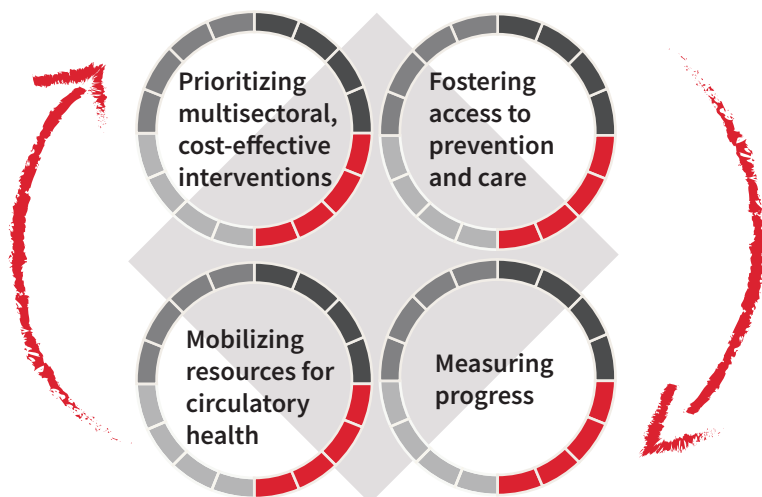 Prioritizing
multisectoral,
cost-effective
interventions
Fostering
access to
prevention
and care
Mobilizing
resources for
circulatory
health
Measuring
progress